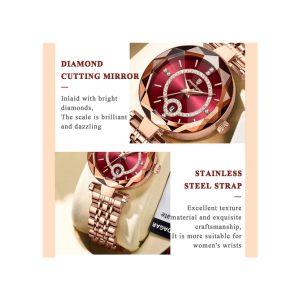 DIAMOND
CUTTING MIRROR
Inlaid with bright
diamonds,
The scale is brilliant
and dazzling
STAINLESS
STEEL STRAP
Excellent texture
material and exquisite
craftsmanship,
It is more suitable for
women's wrists